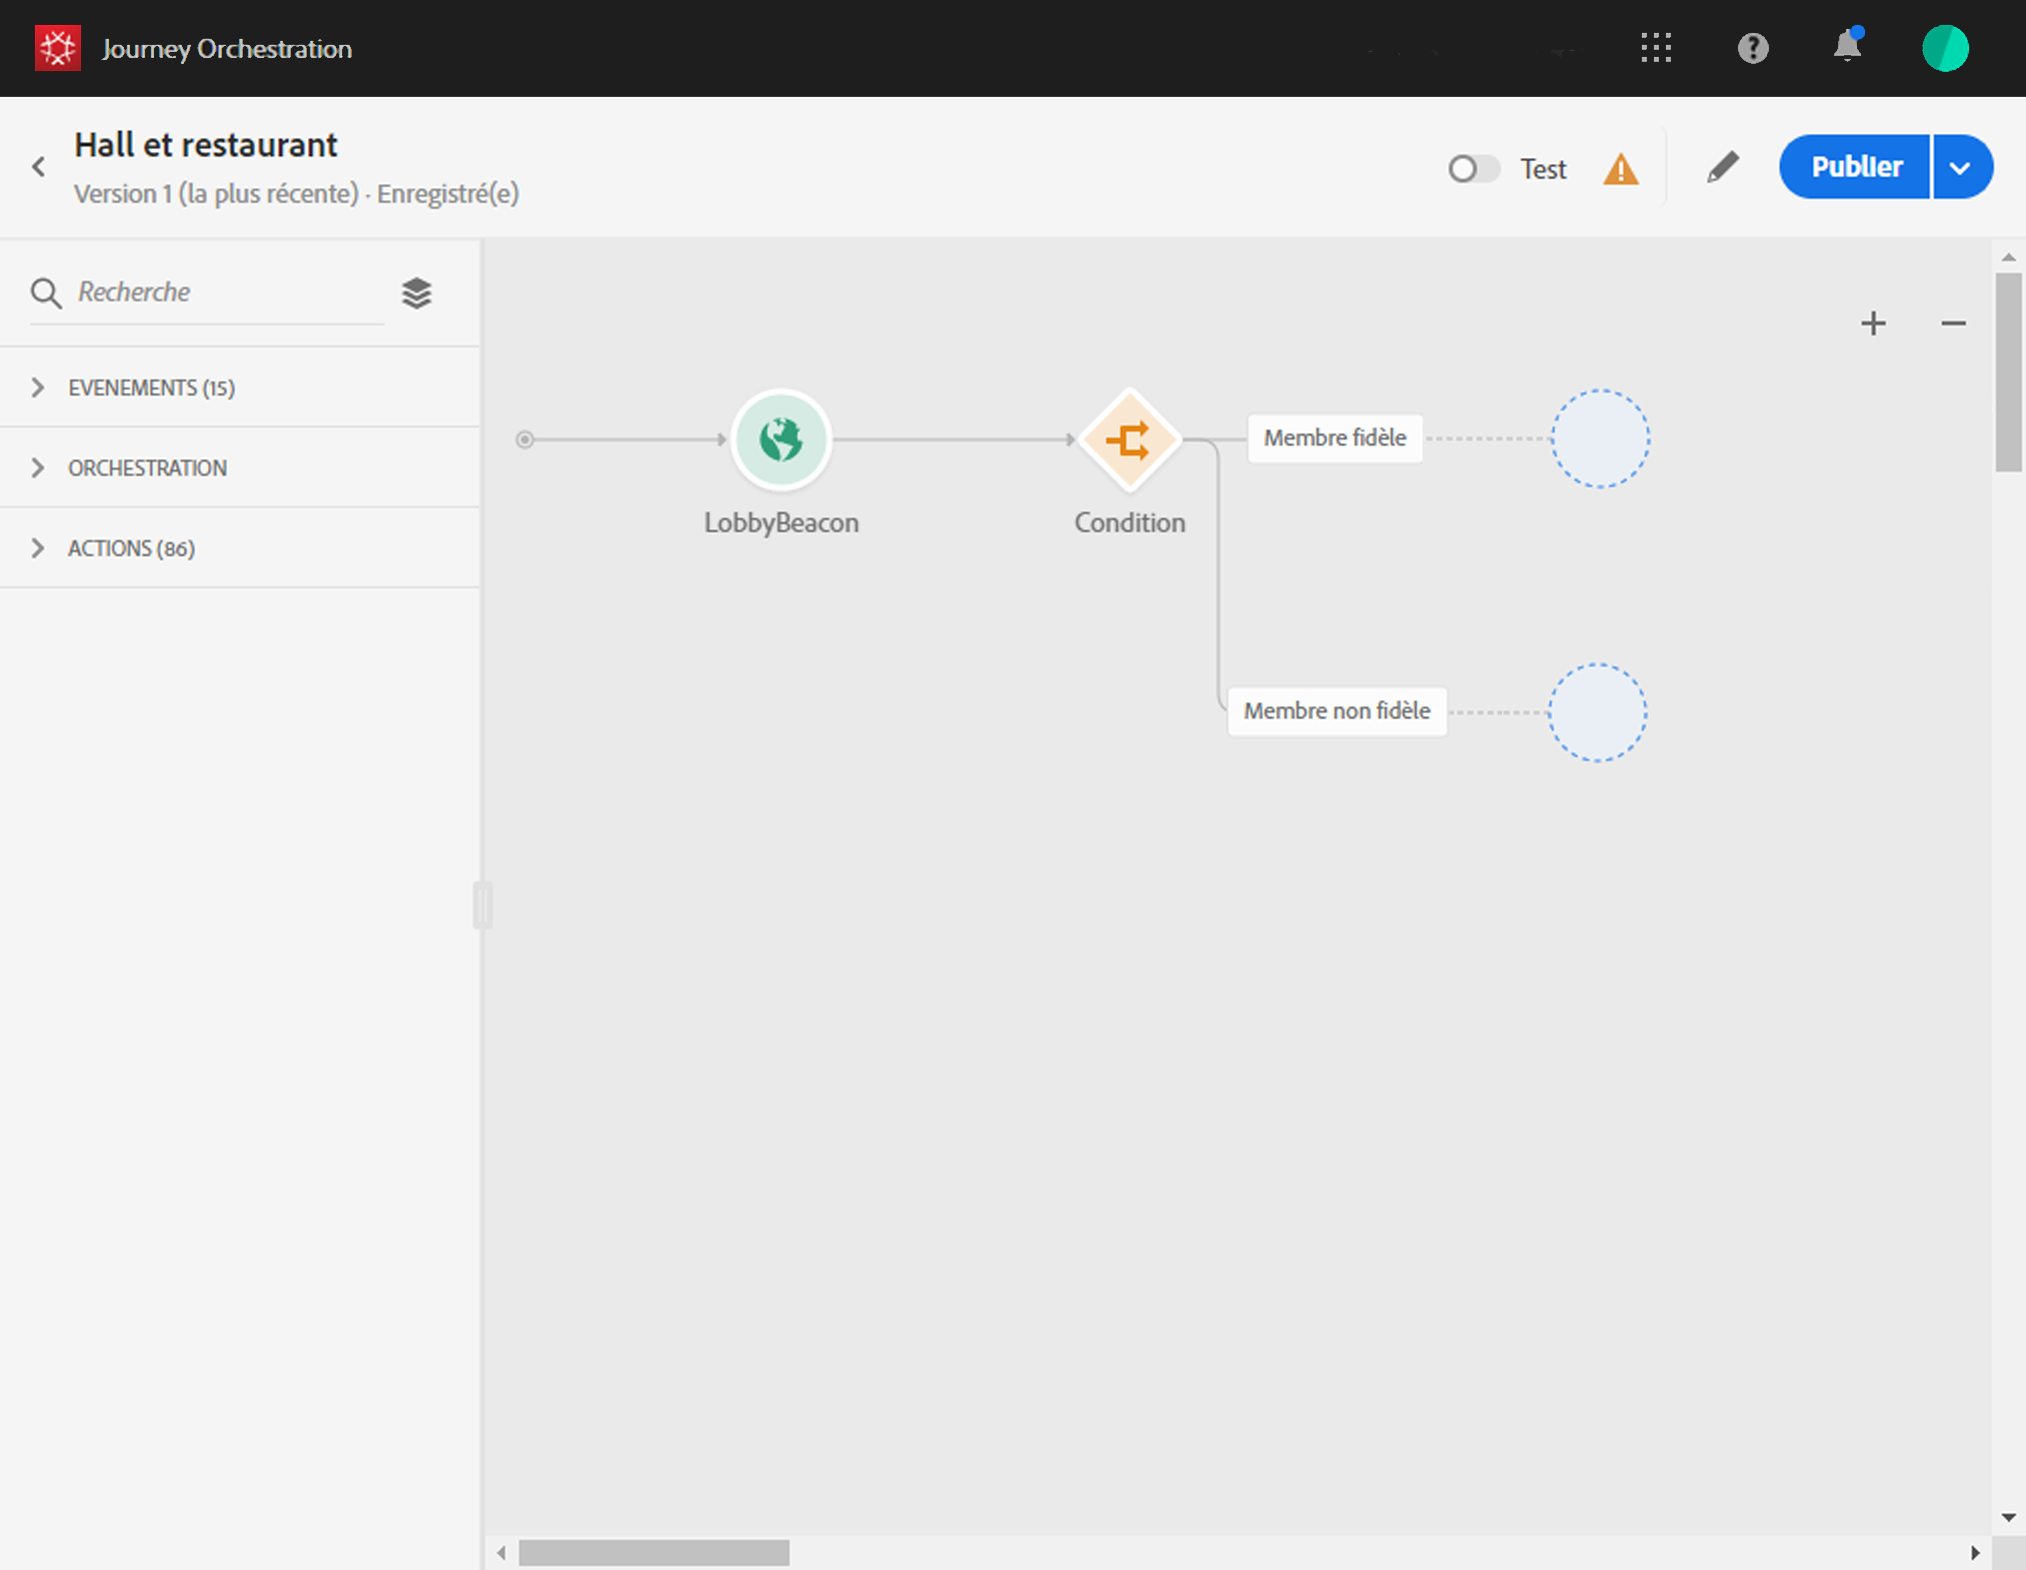 Journey Orchestration
Hall et restaurant
Version 1 (la plus récente) · Enregistré(e)
Test
Publier
Recherche
EVENEMENTS (15)
ORCHESTRATION
ACTIONS (86)
LobbyBeacon
Condition
Membre fidèle
Membre non fidèle